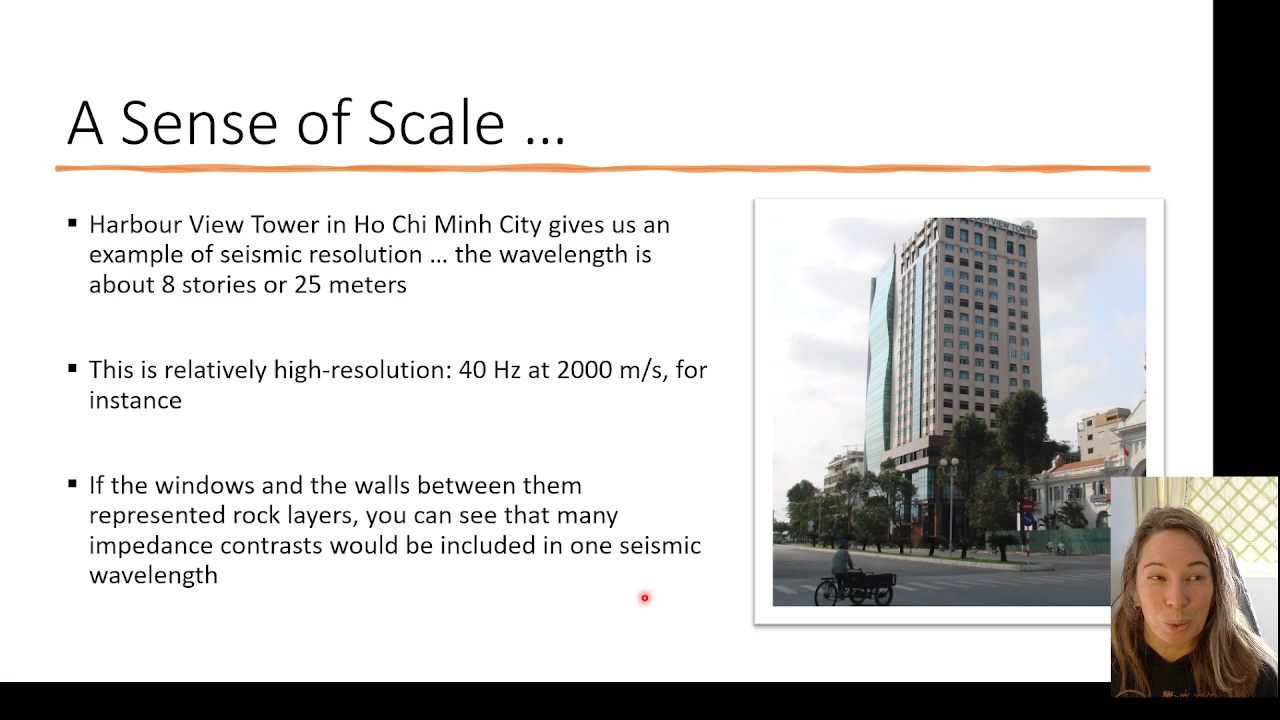 A Sense of Scale ...
Harbour View Tower in Ho Chi Minh City gives us an
example of seismic resolution ... the wavelength is
about 8 stories or 25 meters
This is relatively high-resolution: 40 Hz at 2000 m/s, for
instance
If the windows and the walls between them
represented rock layers, you can see that many
impedance contrasts would be included in one seismic
wavelength
VIEW TOWER